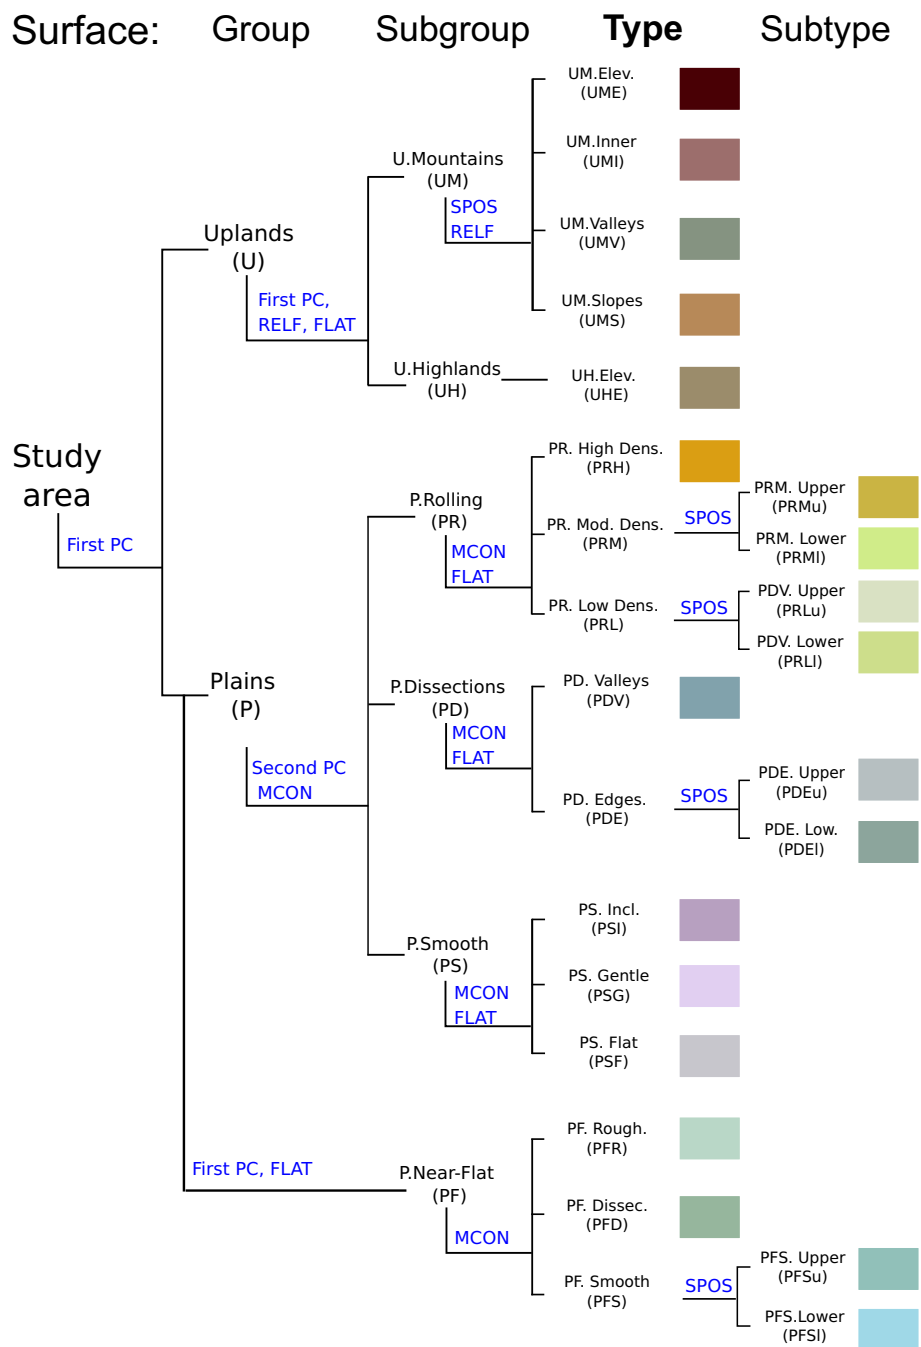 Surface: Group Subgroup Type Subtype
UM.Elev.
(UME)
UM.Inner
(UMI)
U.Mountains
(UM)
SPOS
RELF
UM.Valleys
(UMV)
Uplands
(U)
First PC,
RELF, FLAT
UM.Slopes
(UMS)
U.Highlands
(UH)
UH.Elev.
(UHE)
Study
area
First PC
PR. High Dens.
(PRH)
P.Rolling
(PR)
MCON
FLAT
PR. Mod. Dens.
(PRM)
SPOS
PRM. Upper
(PRMu)
PRM. Lower
(PRMl)
PR. Low Dens.
(PRL)
SPOS
PDV. Upper
(PRLu)
PDV. Lower
(PRLl)
Plains
(P)
Second PC
MCON
P.Dissections
(PD)
MCON
FLAT
PD. Valleys
(PDV)
PD. Edges.
(PDE)
SPOS
PDE. Upper
(PDEu)
PDE. Low.
(PDEl)
P.Smooth
(PS)
MCON
FLAT
PS. Incl.
(PSI)
PS. Gentle
(PSG)
PS. Flat
(PSF)
First PC, FLAT
P.Near-Flat
(PF)
MCON
PF. Rough.
(PFR)
PF. Dissec.
(PFD)
PF. Smooth
(PFS)
SPOS
PFS. Upper
(PFSu)
PFS.Lower
(PFSl)